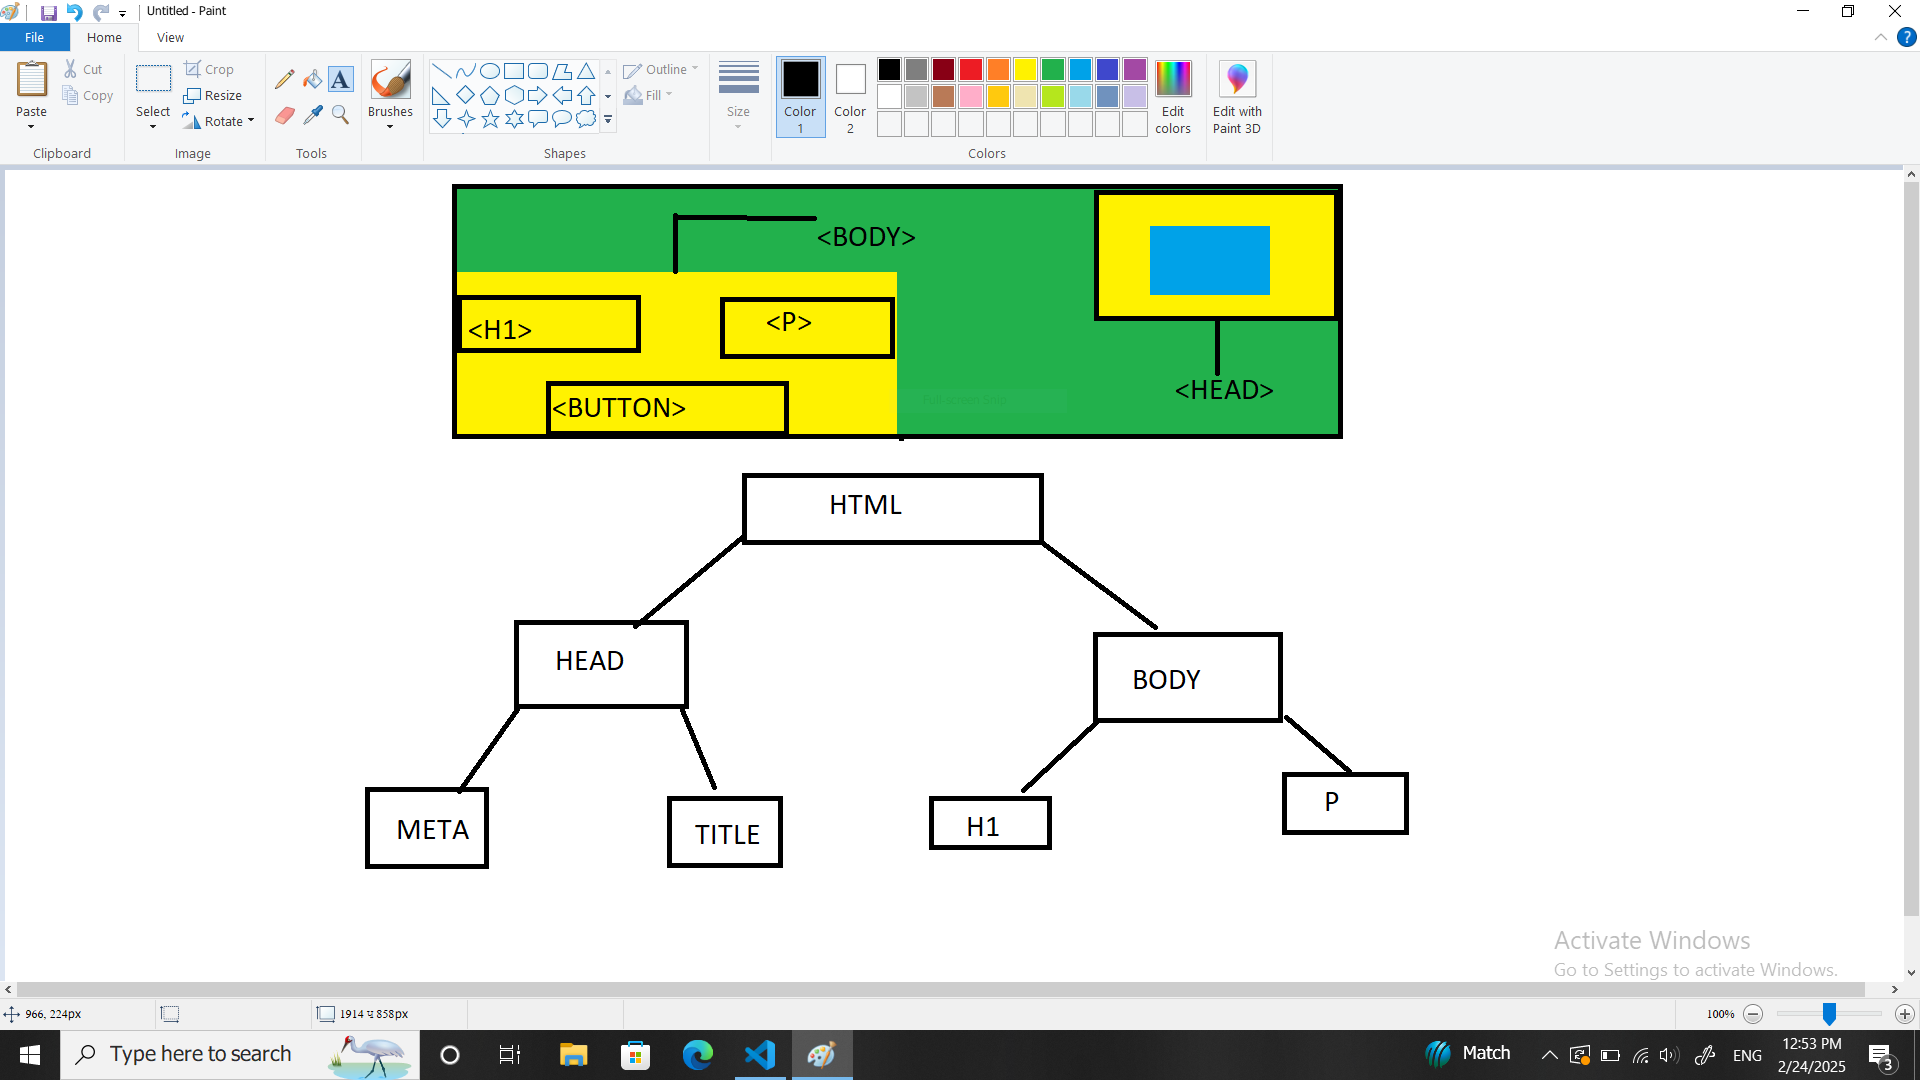 Untitled - Paint
File
Home
View
Paste
Cut
Copy
Clipboard
Select
Crop
Resize
Rotate
Image
A
Tools
Brushes
Shapes
Outline
Fill
Size
Color
1
Color
2
Edit
colors
Colors
Edit with
Paint 3D
?
<BODY>
<H1>
<P>
<BUTTON>
<HEAD>
HTML
HEAD
BODY
META
TITLE
H1
P
Activate Windows
Go to Settings to activate Windows.
966, 224px
1914 घ 858px
100%
Type here to search
Match
ENG
12:53 PM
2/24/2025
3